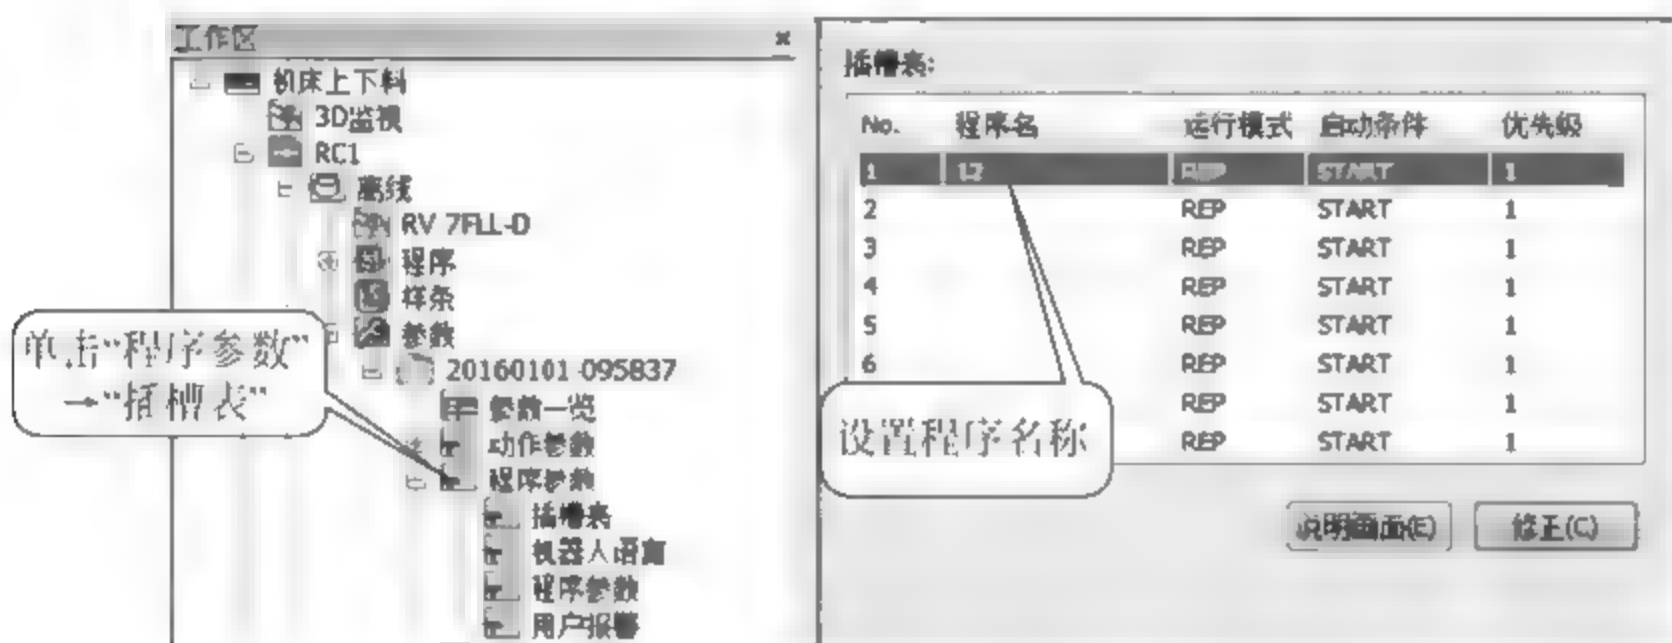 工作区
机床上下料
3D监视
RC1
离线
RV-7FLL-D
程序
样条
参数
20160101-095837
参数一览
动作参数
程序参数
插槽表
机器人语言
程序参数
用户报警
单击“程序参数”
→“插槽表”
插槽表:
No. 程序名 运行模式 启动条件 优先级
1 12 REP START 1
2 REP START 1
3 REP START 1
4 REP START 1
5 REP START 1
6 REP START 1
REP START 1
REP START 1
设置程序名称
说明画面(E) 修正(C)